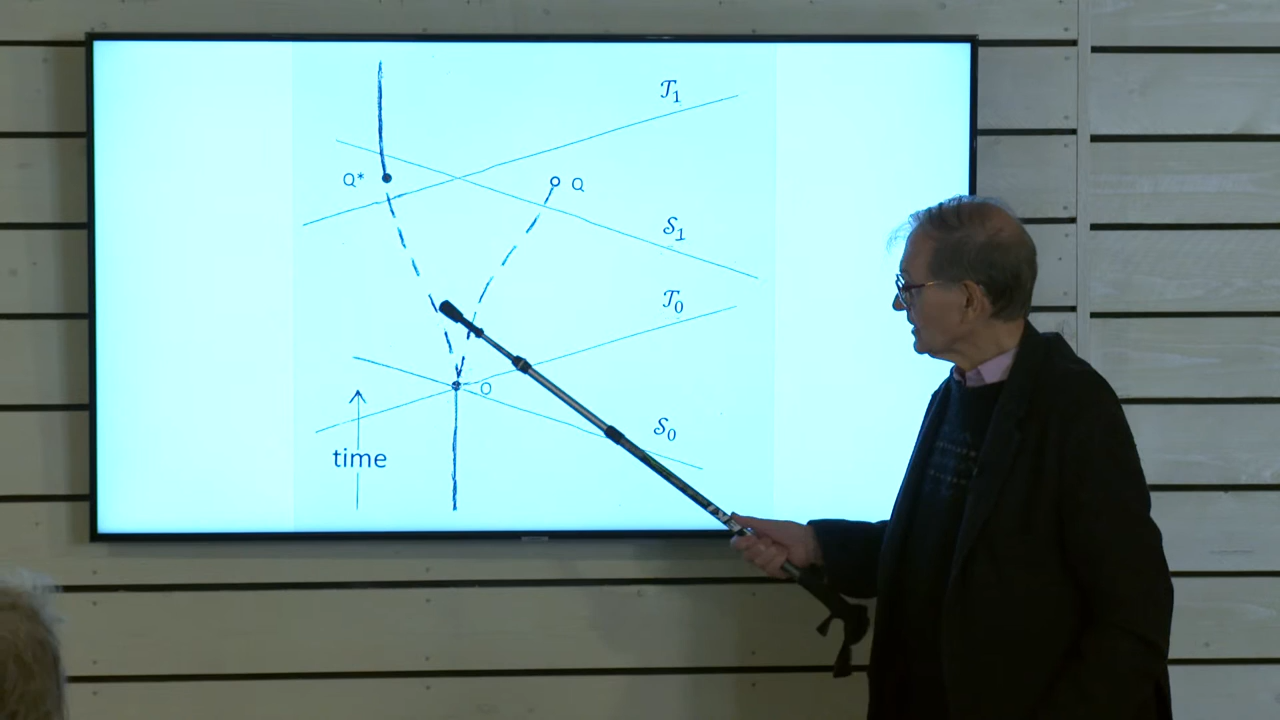 𝒯₁
Q*
Q
𝒮₁
𝒯₀
O
𝒮₀
time